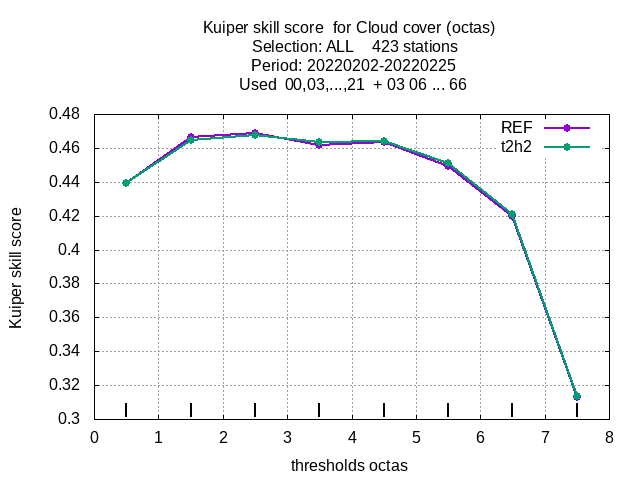 Kuiper skill score  for Cloud cover (octas)
Selection: ALL    423 stations
Period: 20220202-20220225
Used  00,03,...,21  + 03 06 ... 66
REF
t2h2
0.48
0.46
0.44
0.42
0.4
0.38
0.36
0.34
0.32
0.3
Kuiper skill score
0 1 2 3 4 5 6 7 8
thresholds octas